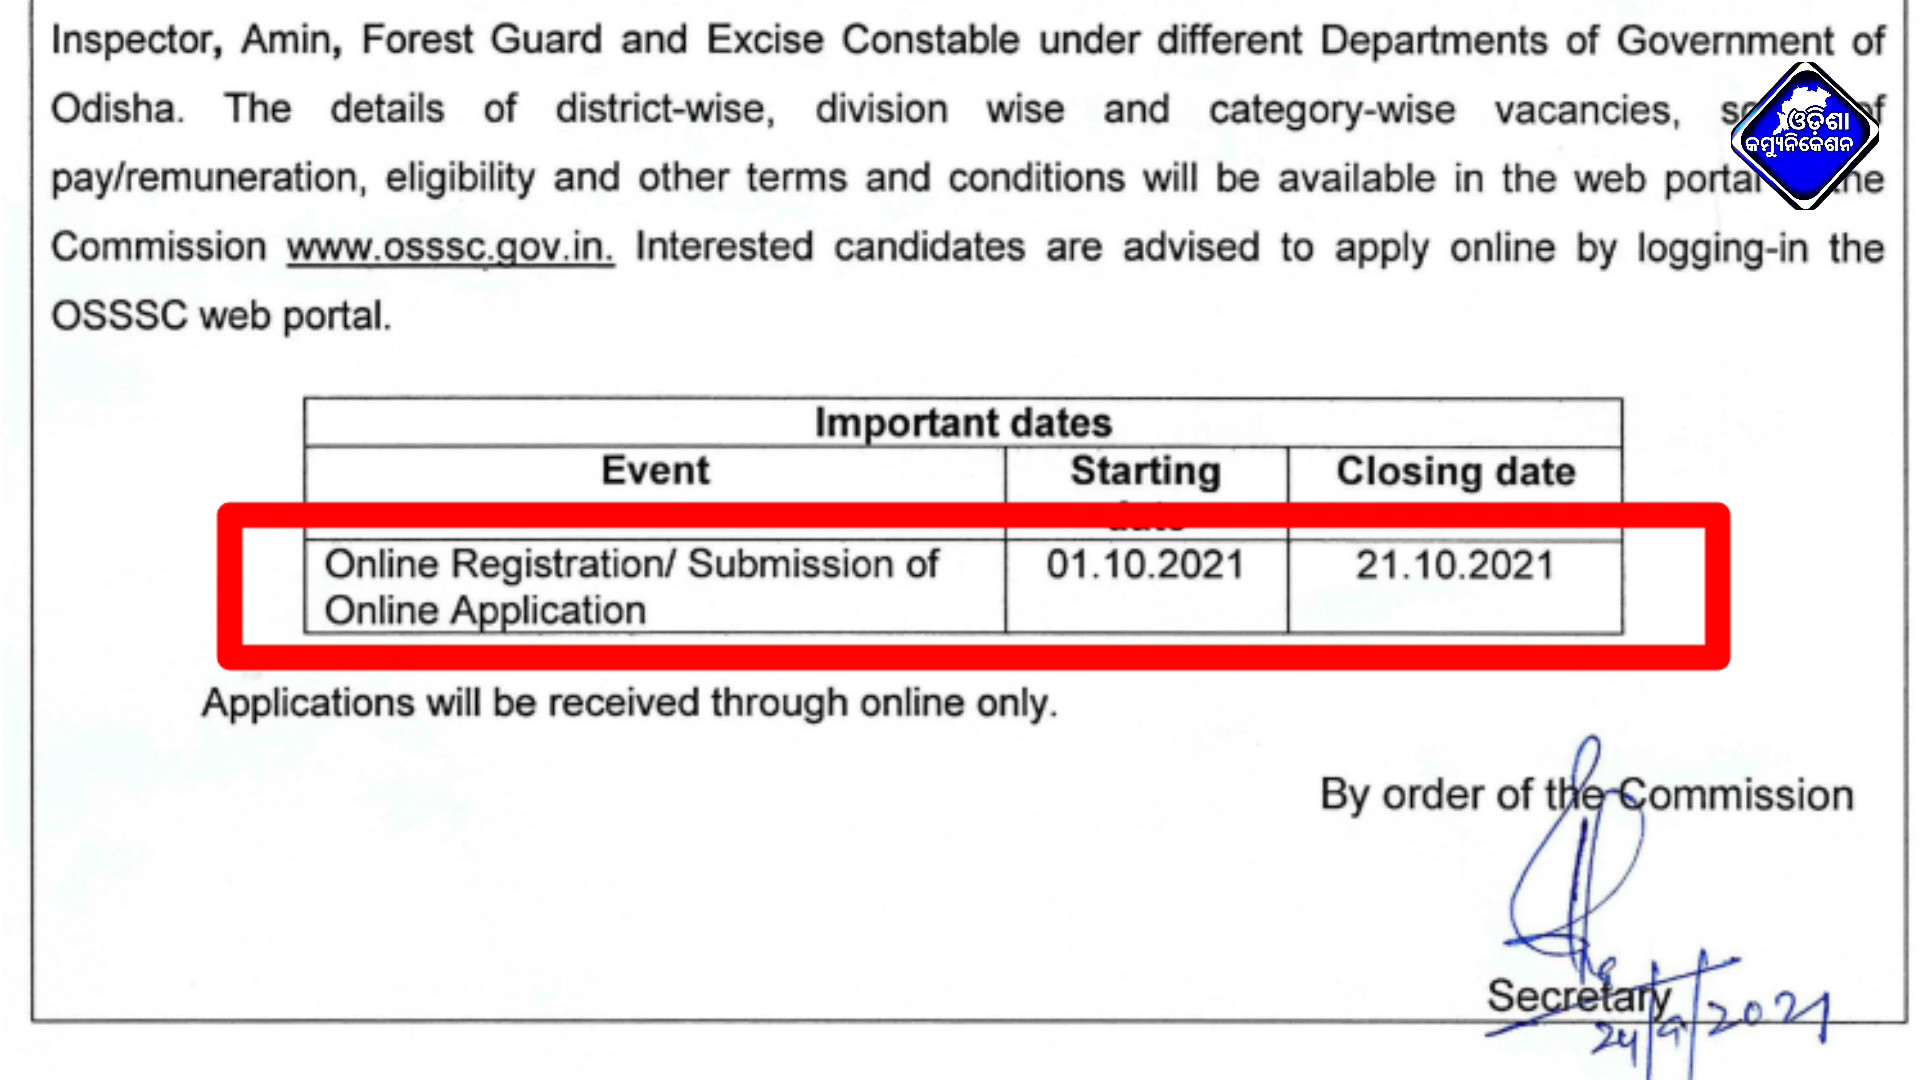 Inspector, Amin, Forest Guard and Excise Constable under different Departments of Government of
Odisha. The details of district-wise, division wise and category-wise vacancies, of
ଓଡ଼ିଶା
କମ୍ୟୁନିକେଶନ
pay/remuneration, eligibility and other terms and conditions will be available in the web portal the
Commission www.osssc.gov.in. Interested candidates are advised to apply online by logging-in the
OSSSC web portal.
Important dates
Event Starting date Closing date
Online Registration/ Submission of Online Application 01.10.2021 21.10.2021
Applications will be received through online only.
By order of the Commission
Secretary
24/9/2021